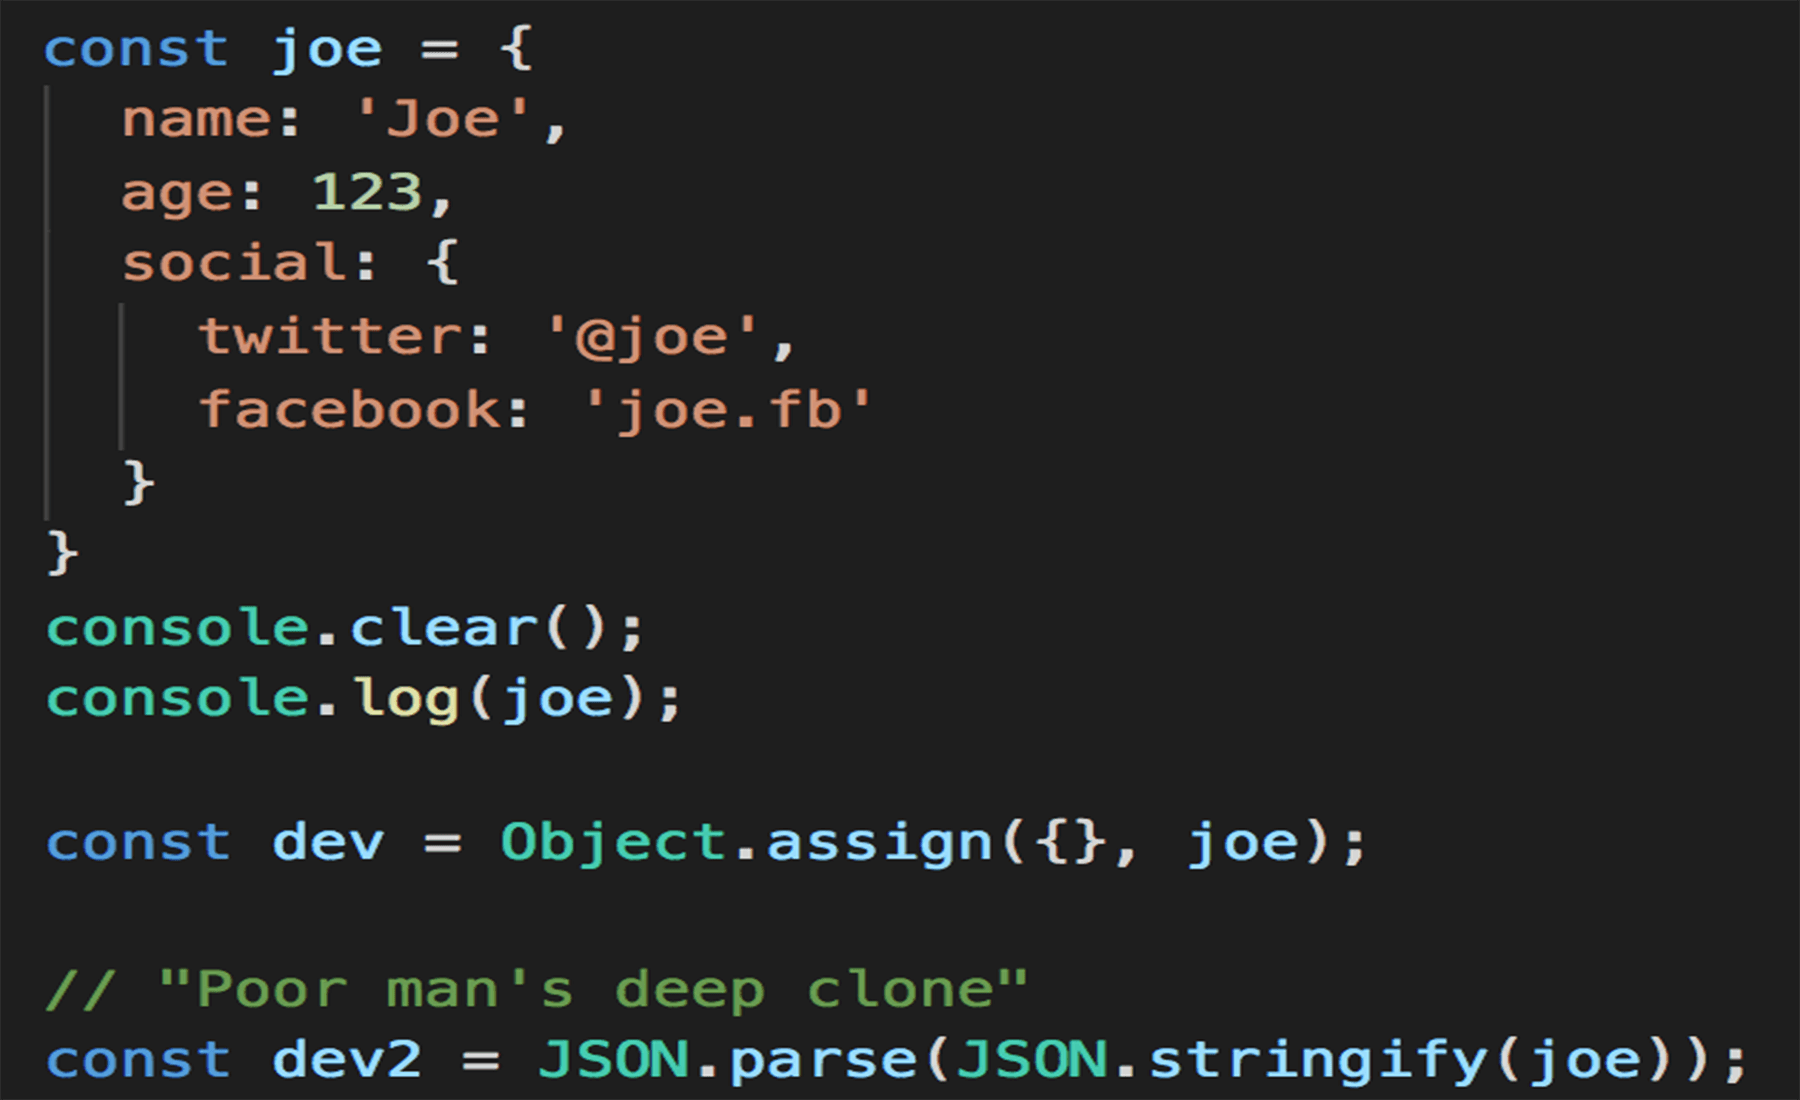 const joe = {
  name: 'Joe',
  age: 123,
  social: {
    twitter: '@joe',
    facebook: 'joe.fb'
  }
}
console.clear();
console.log(joe);

const dev = Object.assign({}, joe);

// "Poor man's deep clone"
const dev2 = JSON.parse(JSON.stringify(joe));